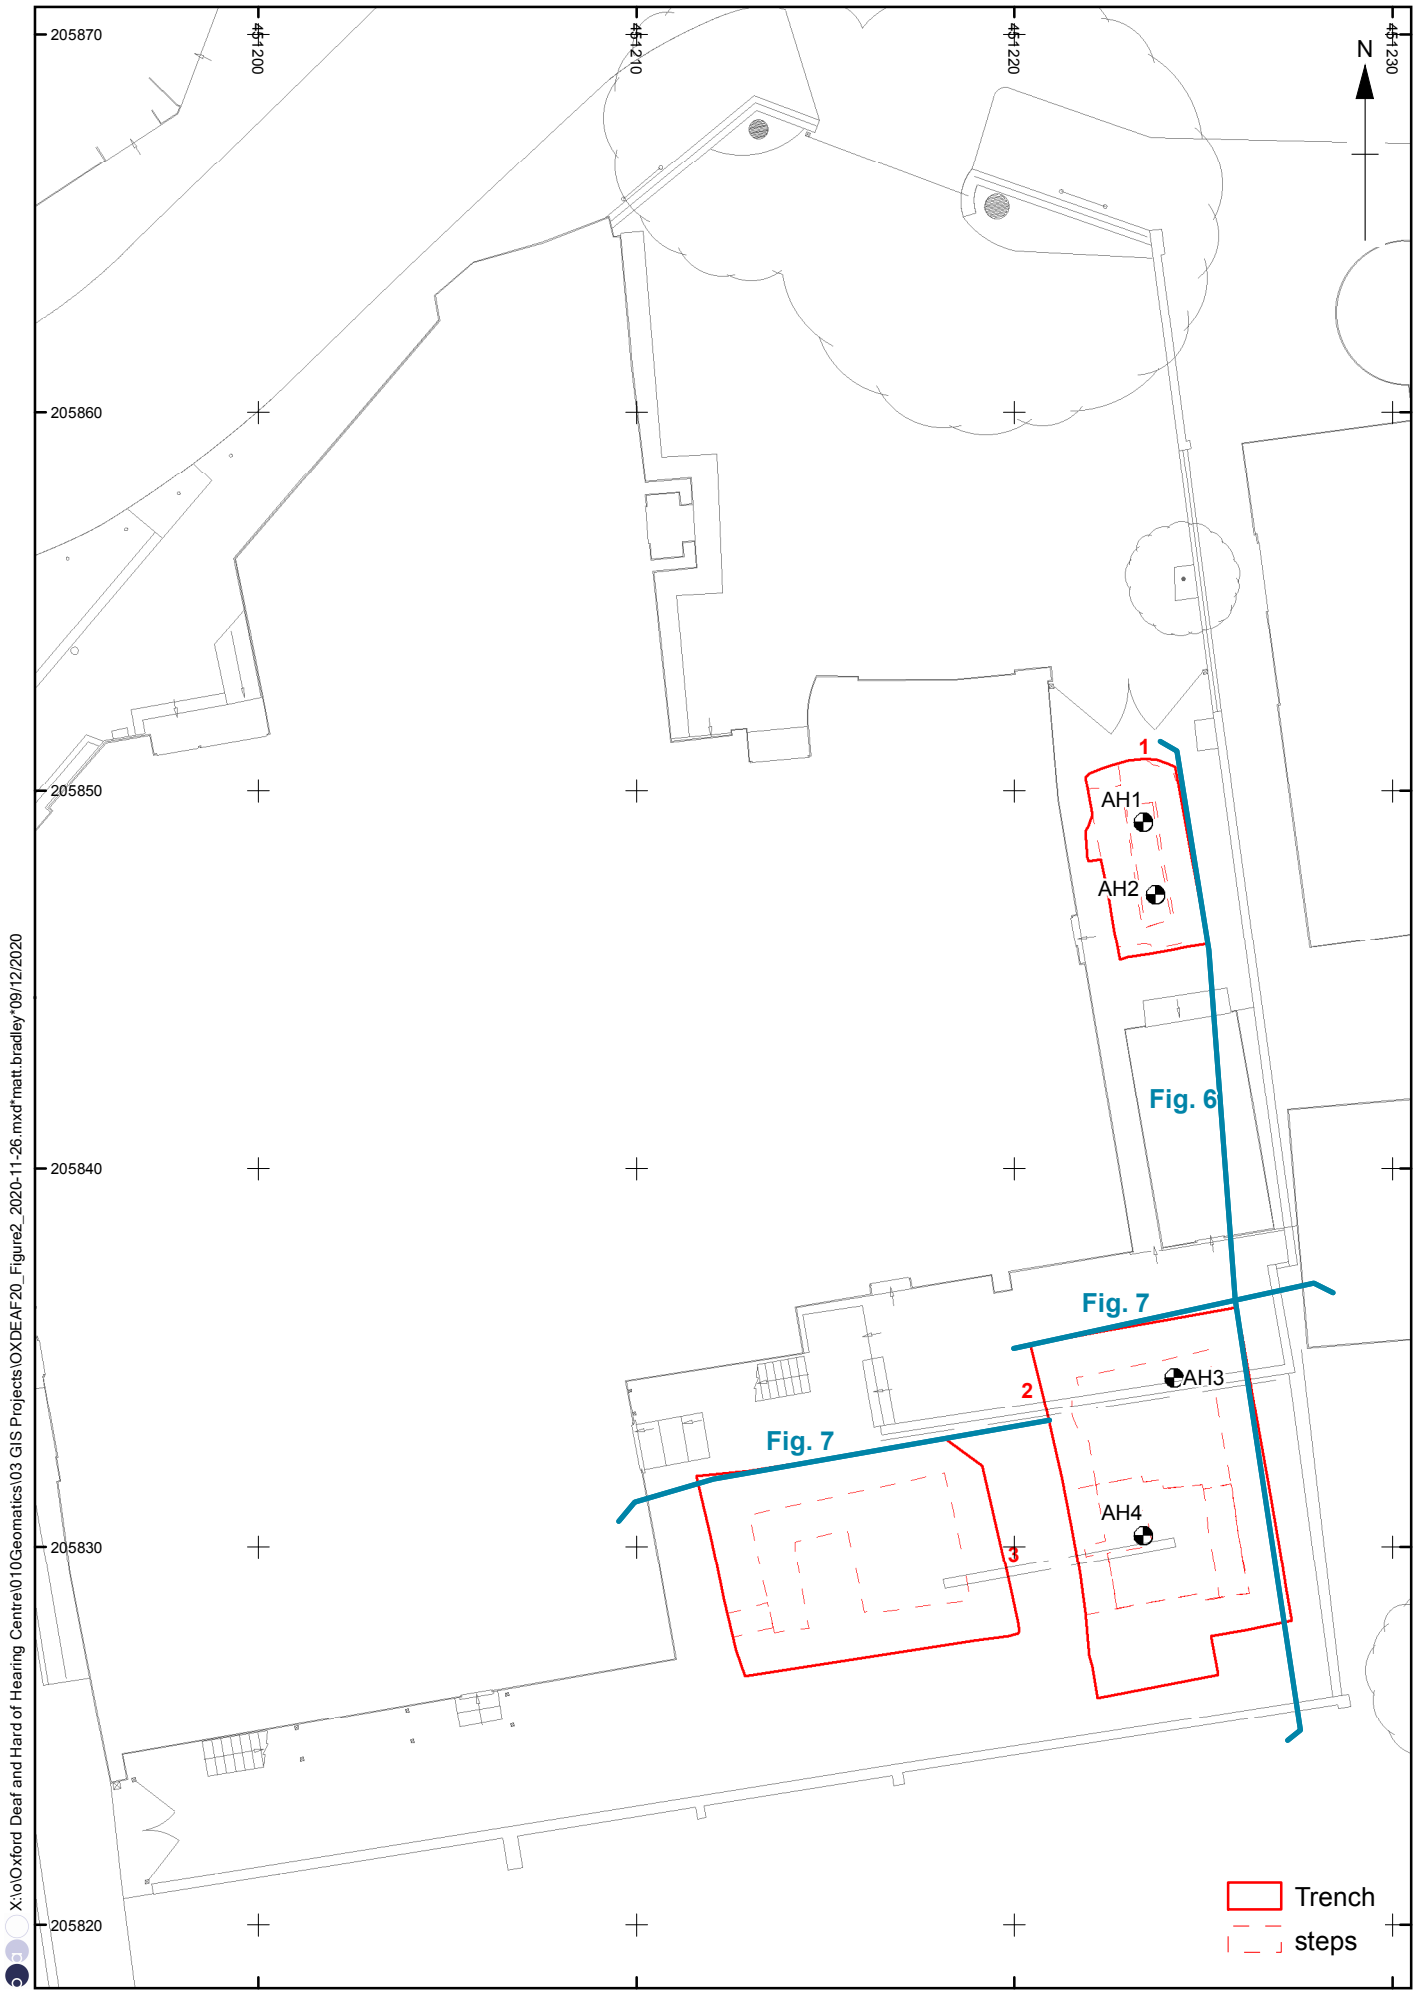 451200
451210
451220
451230
205870
N
205860
1
205850
AH1
AH2
Fig. 6
205840
Fig. 7
AH3
2
Fig. 7
AH4
205830
3
205820
Trench
steps
X:\o\Oxford Deaf and Hard of Hearing Centre\010Geomatics\03 GIS Projects\OXDEAF20_Figure2_2020-11-26.mxd*matt.bradley*09/12/2020